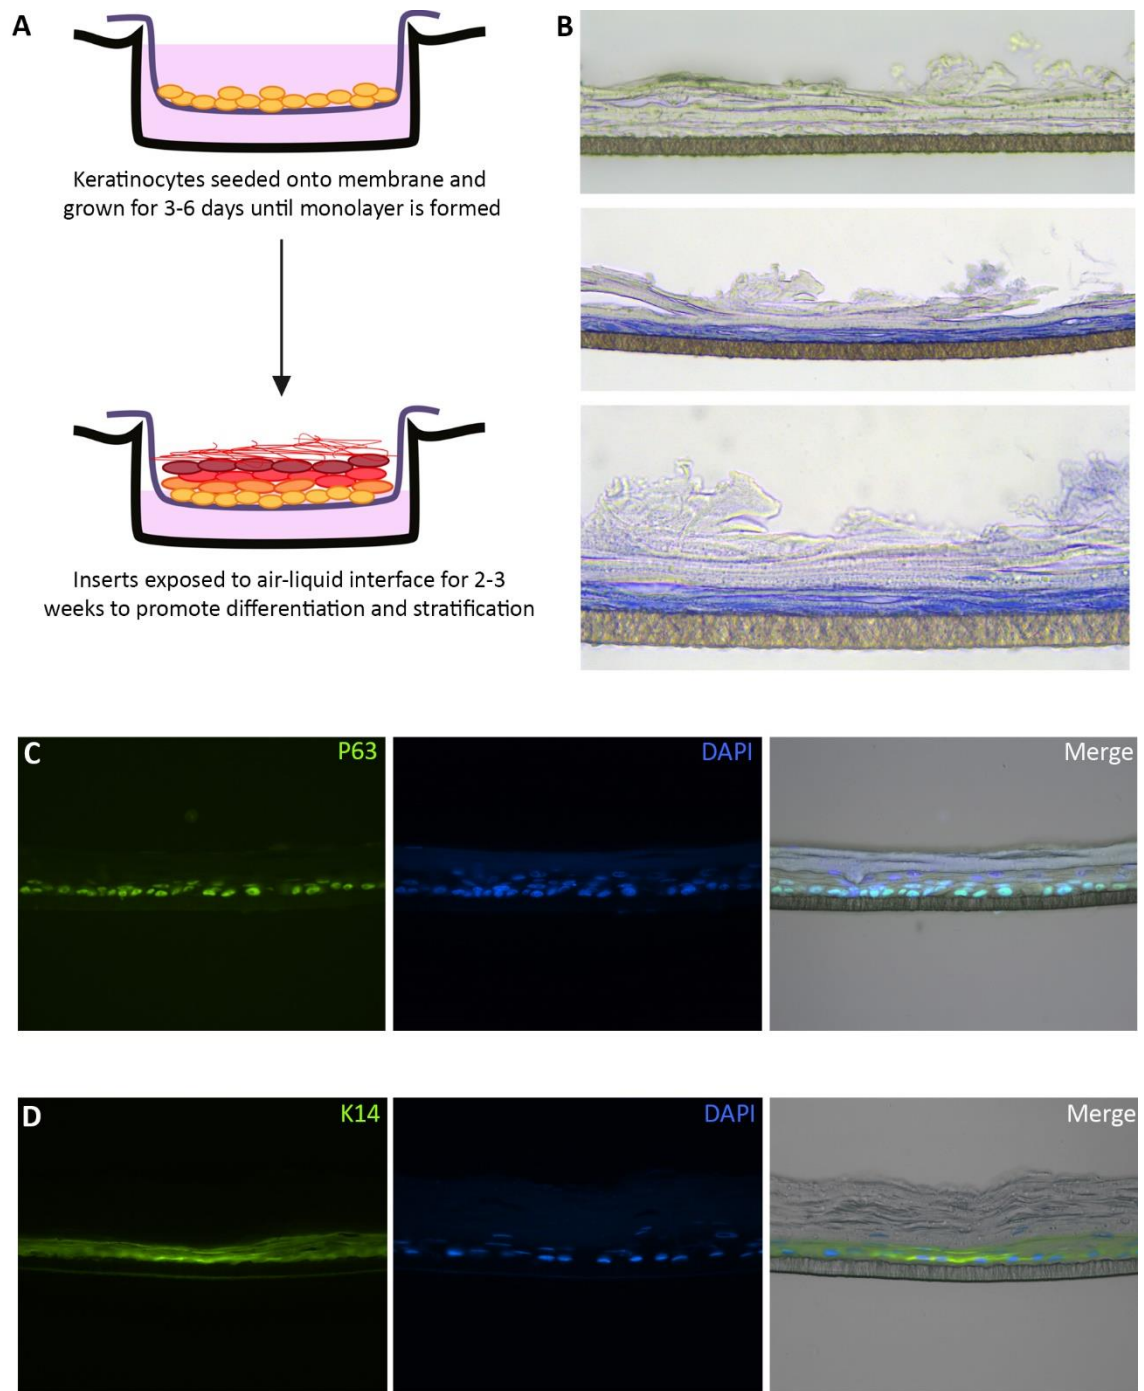 A
B
Keratinocytes seeded onto membrane and
grown for 3-6 days until monolayer is formed
Inserts exposed to air-liquid interface for 2-3
weeks to promote differentiation and stratification
C
P63
DAPI
Merge
D
K14
DAPI
Merge